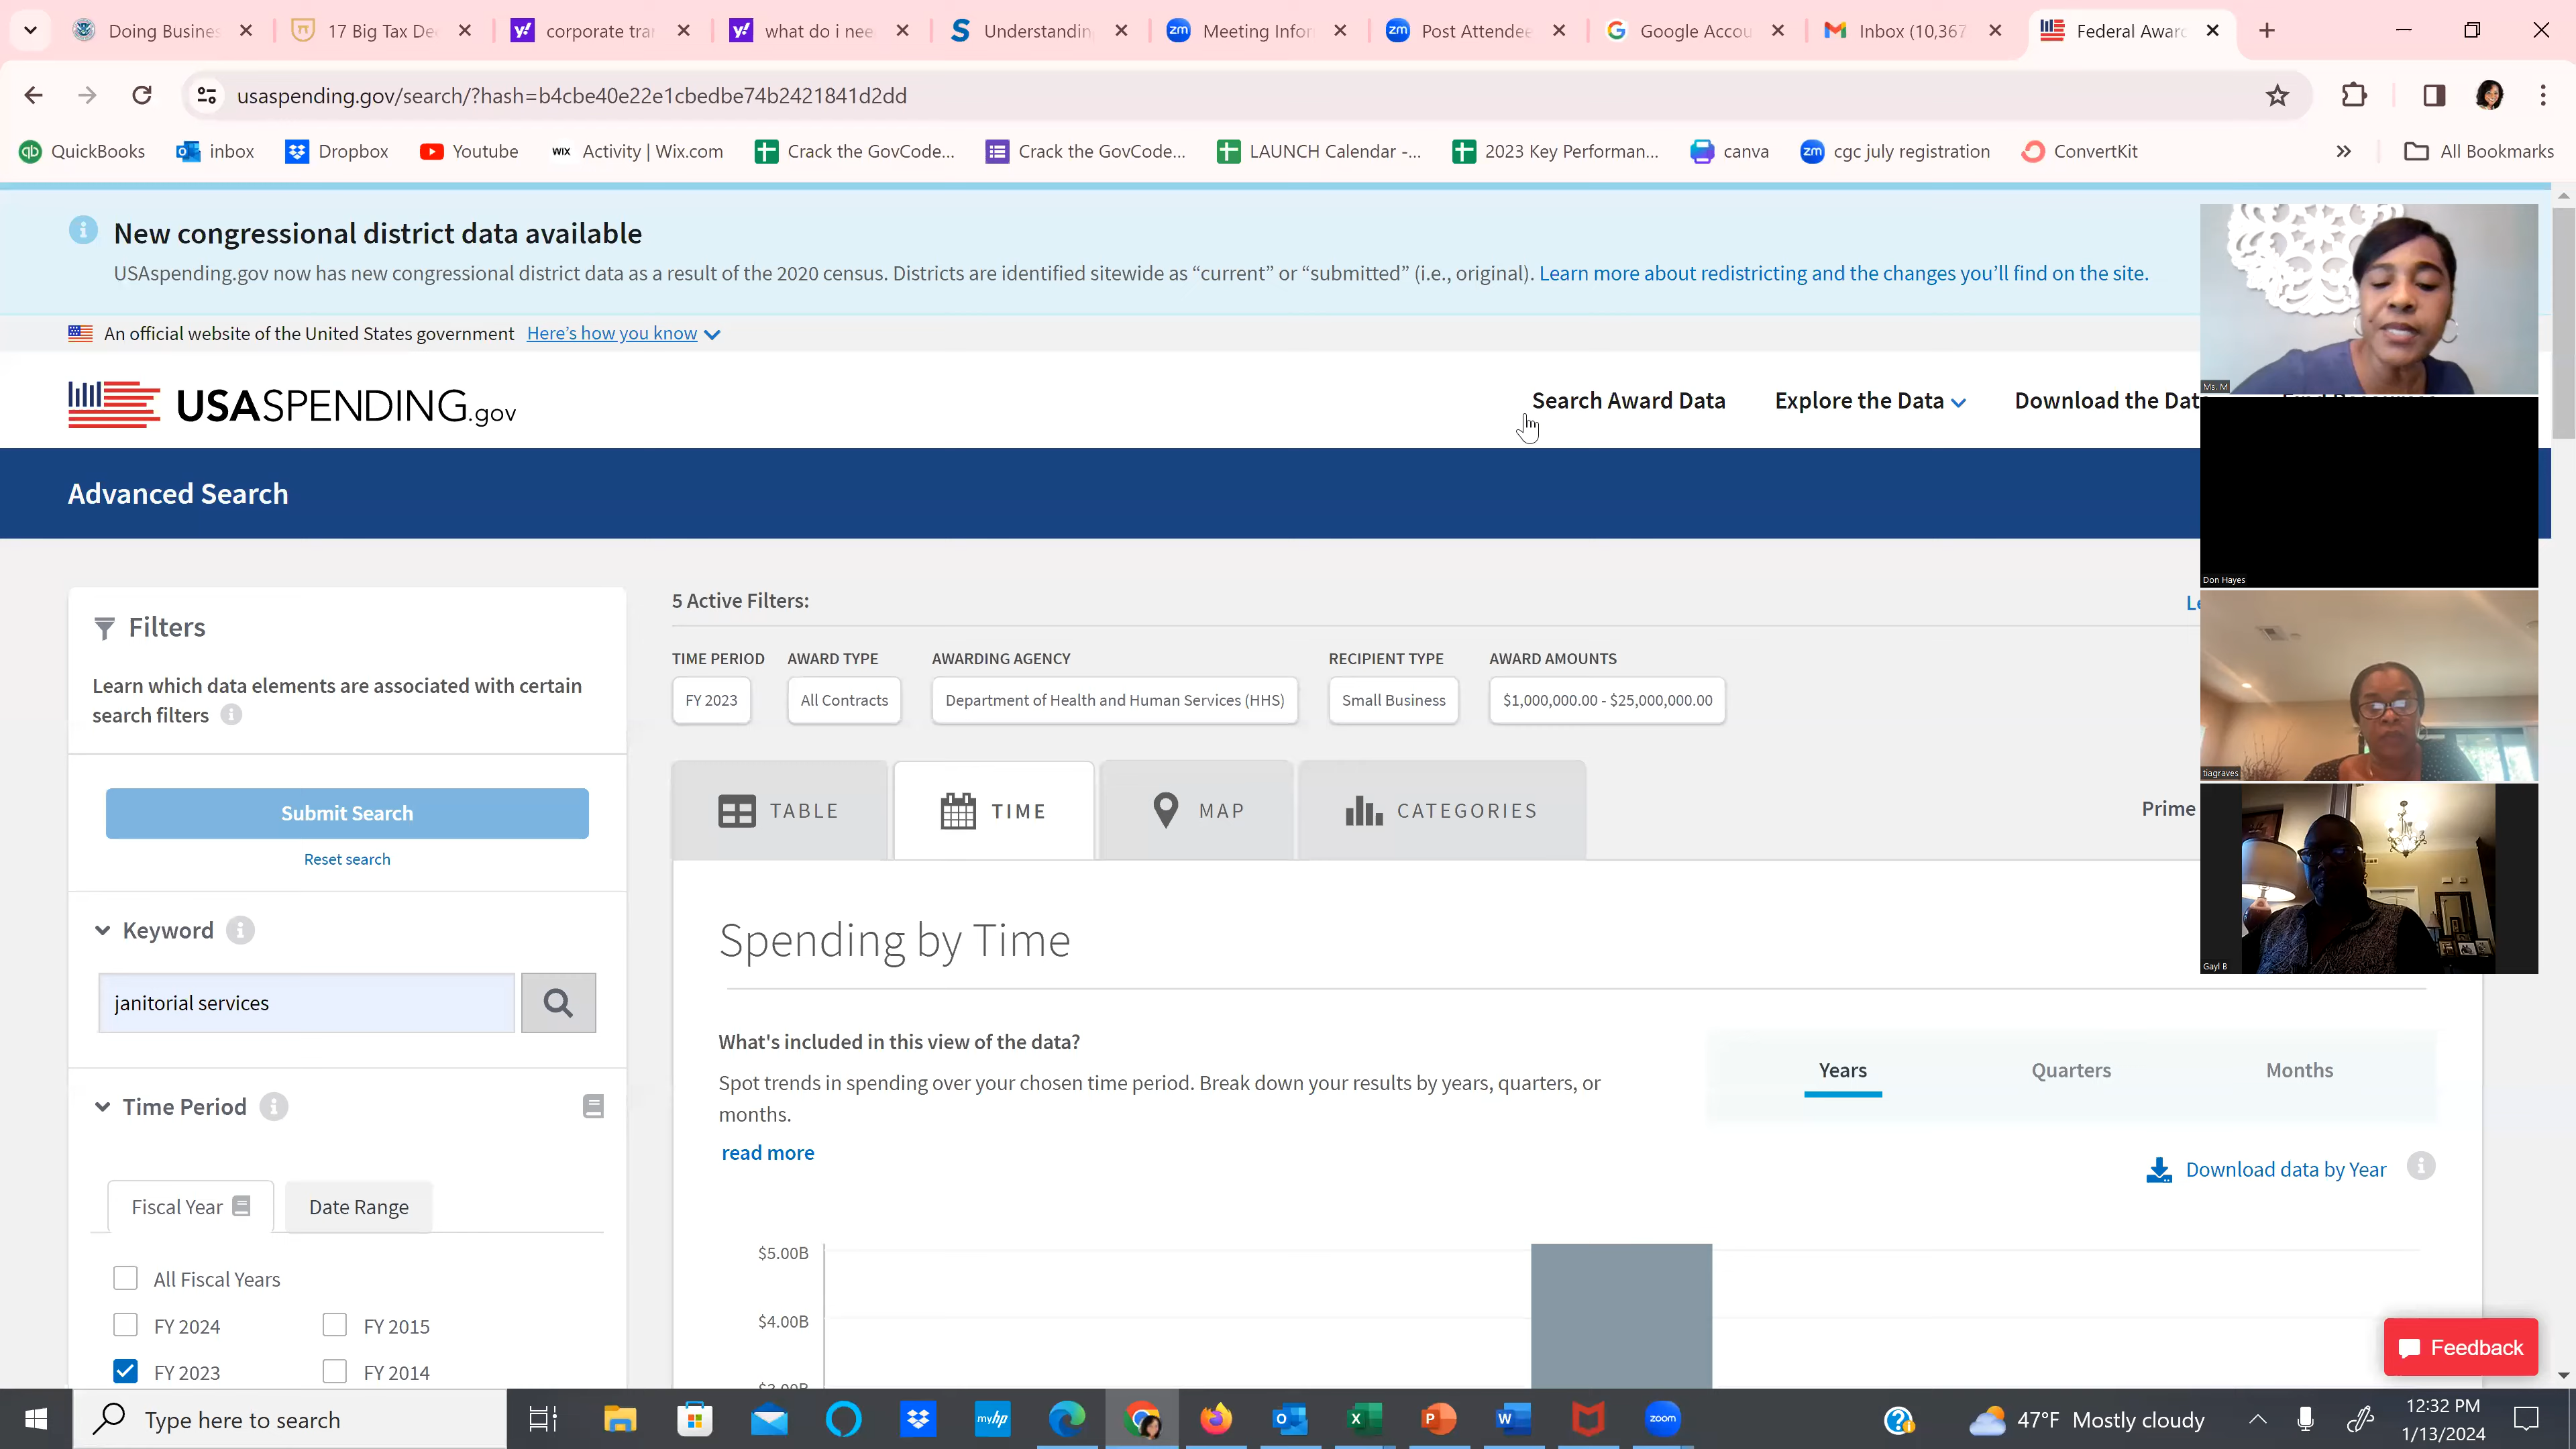 Doing Busines
17 Big Tax De
corporate tra
what do i nee
Understandin
Meeting Infor
Post Attendee
Google Accou
Inbox (10,367
Federal Awar
usaspending.gov/search/?hash=b4cbe40e22e1cbedbe74b2421841d2dd
QuickBooks
inbox
Dropbox
Youtube
WIX Activity | Wix.com
Crack the GovCode...
Crack the GovCode...
LAUNCH Calendar -...
2023 Key Performan...
canva
zm cgc july registration
ConvertKit
All Bookmarks
New congressional district data available
USAspending.gov now has new congressional district data as a result of the 2020 census. Districts are identified sitewide as “current” or “submitted” (i.e., original). Learn more about redistricting and the changes you’ll find on the site.
An official website of the United States government Here’s how you know
USASPENDING.gov
Search Award Data
Explore the Data
Download the Dat
Ms. M
Advanced Search
Don Hayes
Filters
Learn which data elements are associated with certain
search filters
Submit Search
Reset search
Keyword
janitorial services
Time Period
Fiscal Year
Date Range
All Fiscal Years
FY 2024
FY 2015
FY 2023
FY 2014
5 Active Filters:
Le
TIME PERIOD
AWARD TYPE
AWARDING AGENCY
RECIPIENT TYPE
AWARD AMOUNTS
FY 2023
All Contracts
Department of Health and Human Services (HHS)
Small Business
$1,000,000.00 - $25,000,000.00
tiagraves
TABLE
TIME
MAP
CATEGORIES
Prime
Gayl B
Spending by Time
What's included in this view of the data?
Spot trends in spending over your chosen time period. Break down your results by years, quarters, or
months.
read more
Years
Quarters
Months
Download data by Year
$5.00B
$4.00B
Feedback
Type here to search
myhp
zoom
47°F Mostly cloudy
12:32 PM
1/13/2024